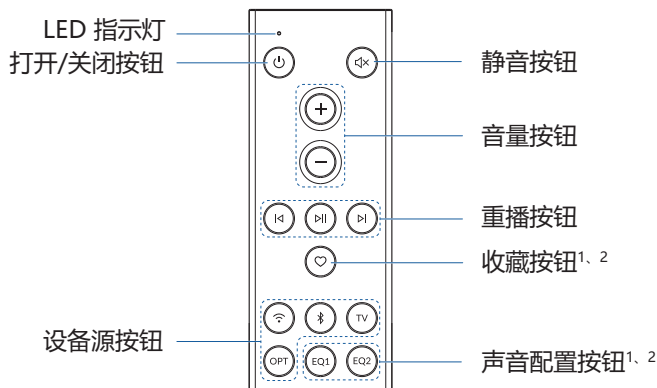 LED 指示灯
打开/关闭按钮
静音按钮
音量按钮
重播按钮
收藏按钮1、2
TV
设备源按钮
OPT
EQ1
EQ2
声音配置按钮1、2